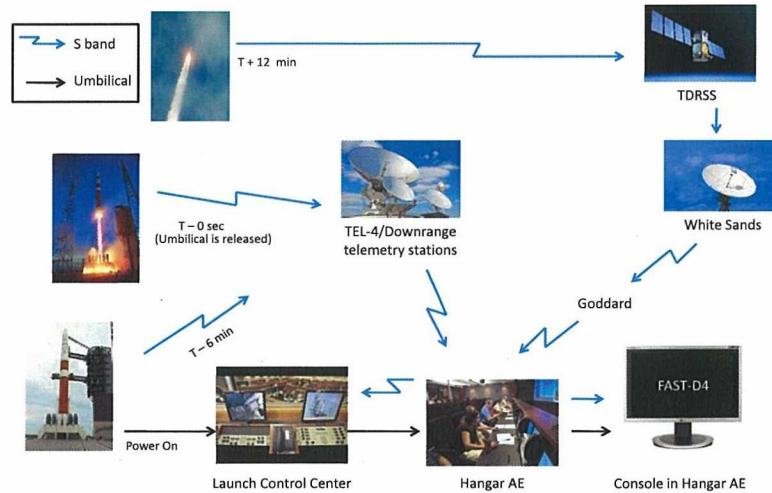 S band
Umbilical
T + 12 min
TDRSS
White Sands
T – 0 sec
(Umbilical is released)
TEL-4/Downrange
telemetry stations
Goddard
T – 6 min
FAST-D4
Power On
Launch Control Center
Hangar AE
Console in Hangar AE